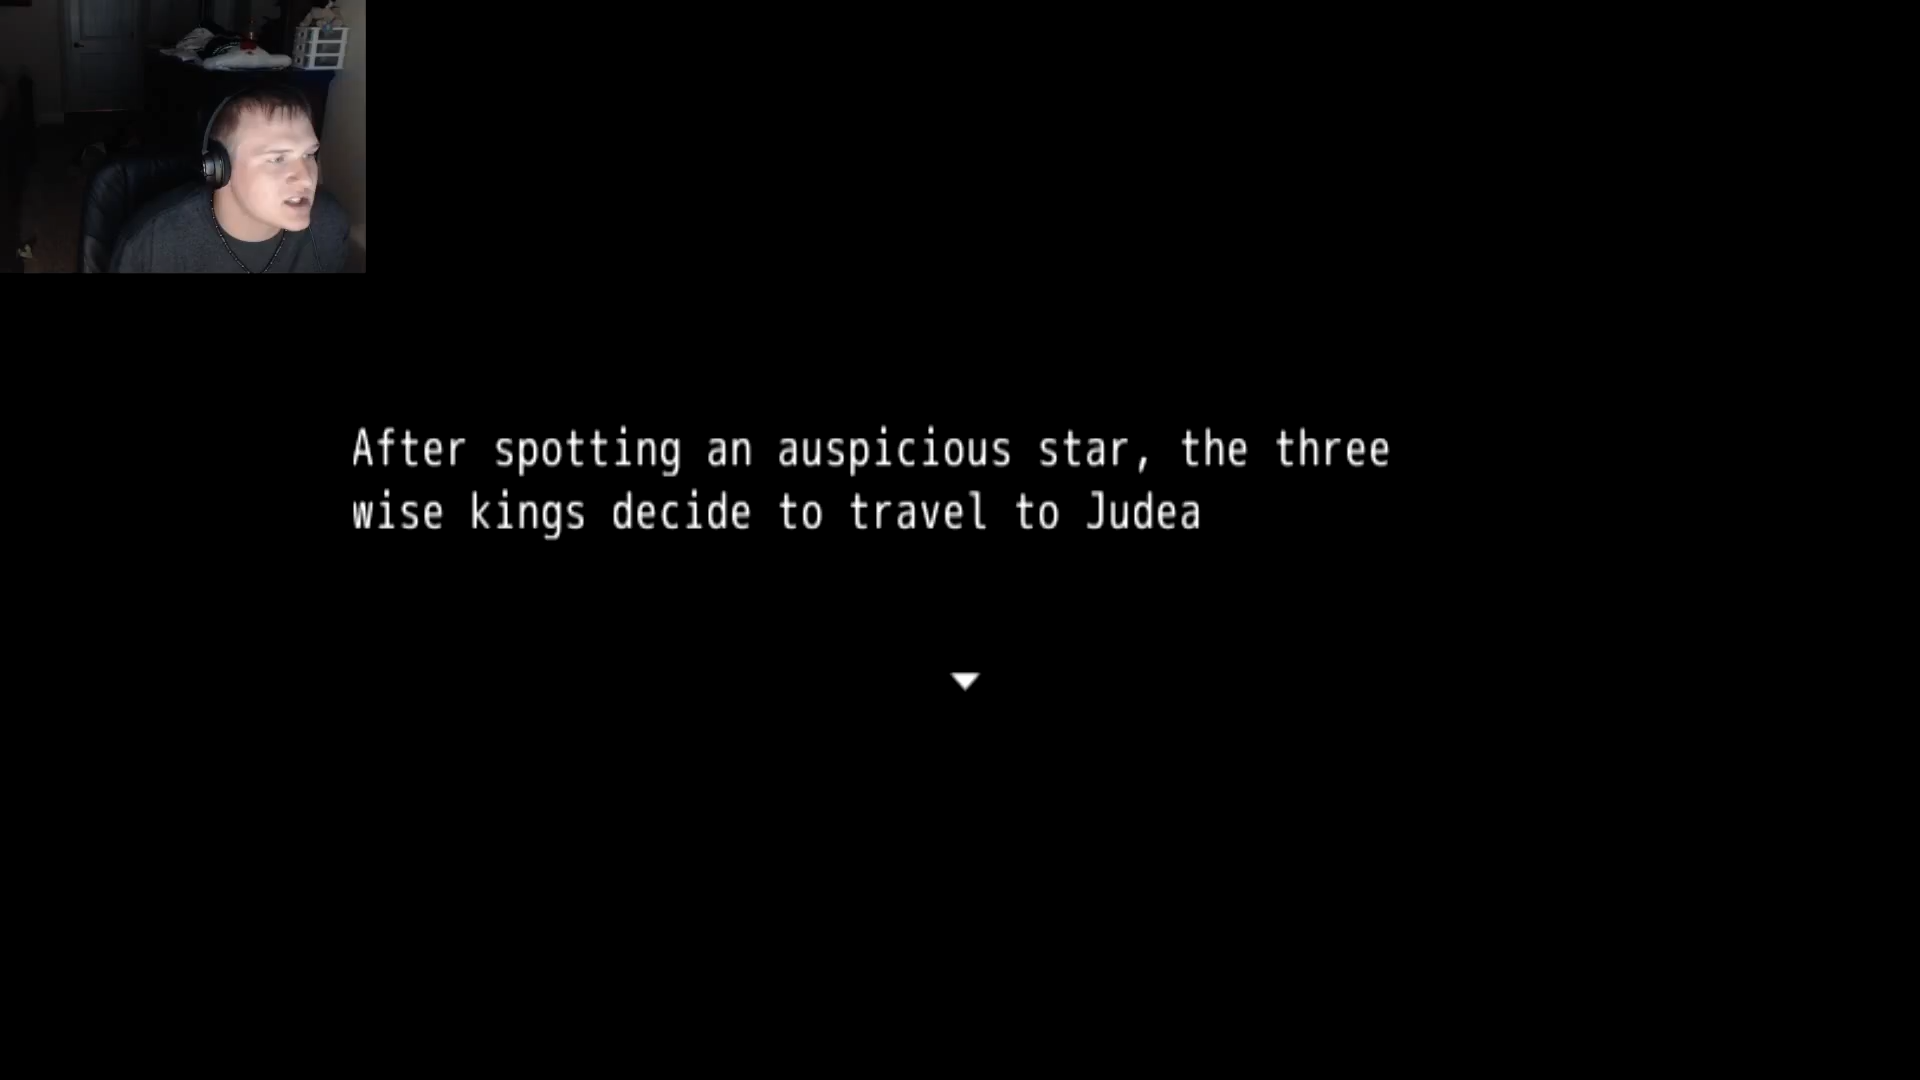 After spotting an auspicious star, the three
wise kings decide to travel to Judea